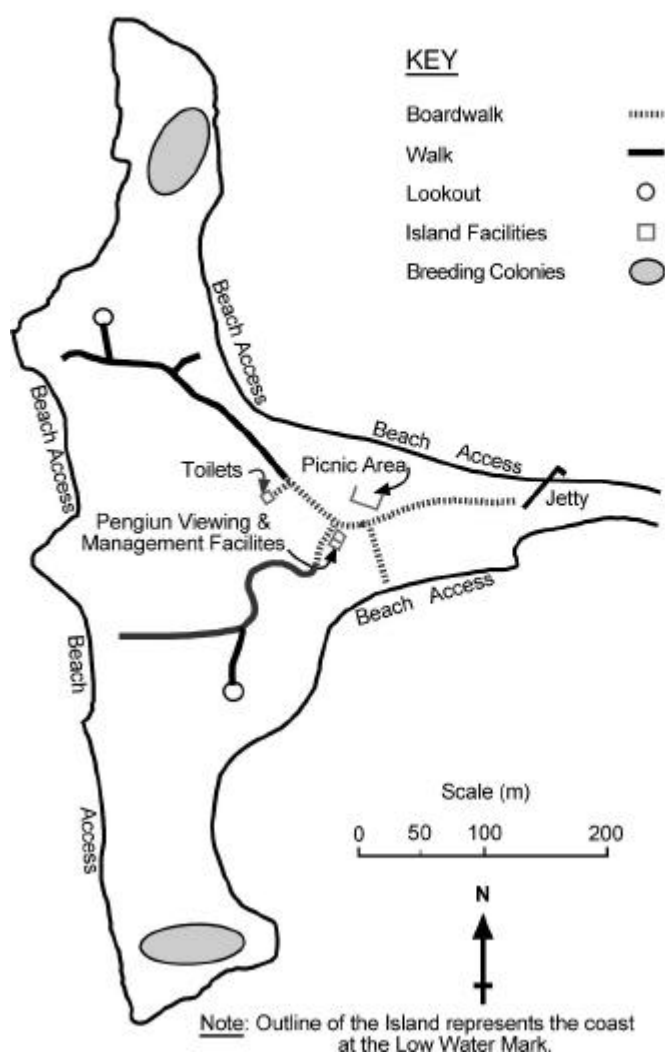 KEY
Boardwalk
Walk
Lookout
Island Facilities
Breeding Colonies
Beach Access
Beach Access
Beach Access
Toilets
Picnic Area
Jetty
Pengiun Viewing &
Management Facilites
Beach Access
Beach
Access
Scale (m)
0 50 100 200
N
Note: Outline of the Island represents the coast
at the Low Water Mark.